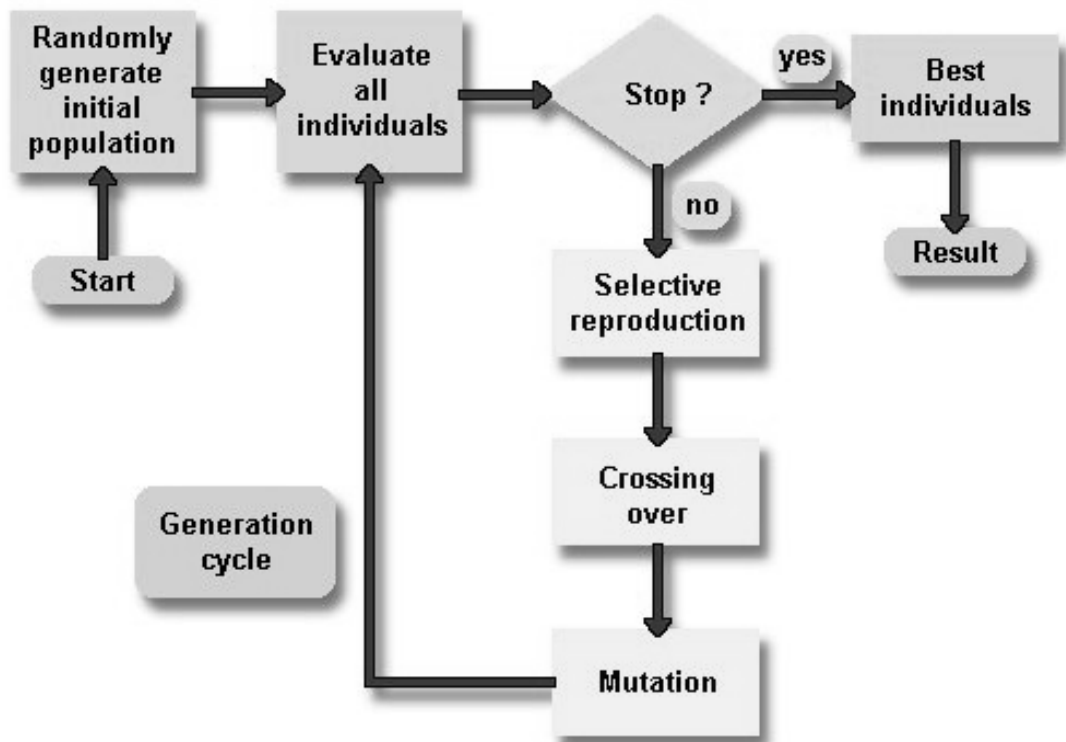 Randomly
generate
initial
population
Evaluate
all
individuals
Stop ?
yes
Best
individuals
no
Start
Result
Selective
reproduction
Crossing
over
Generation
cycle
Mutation